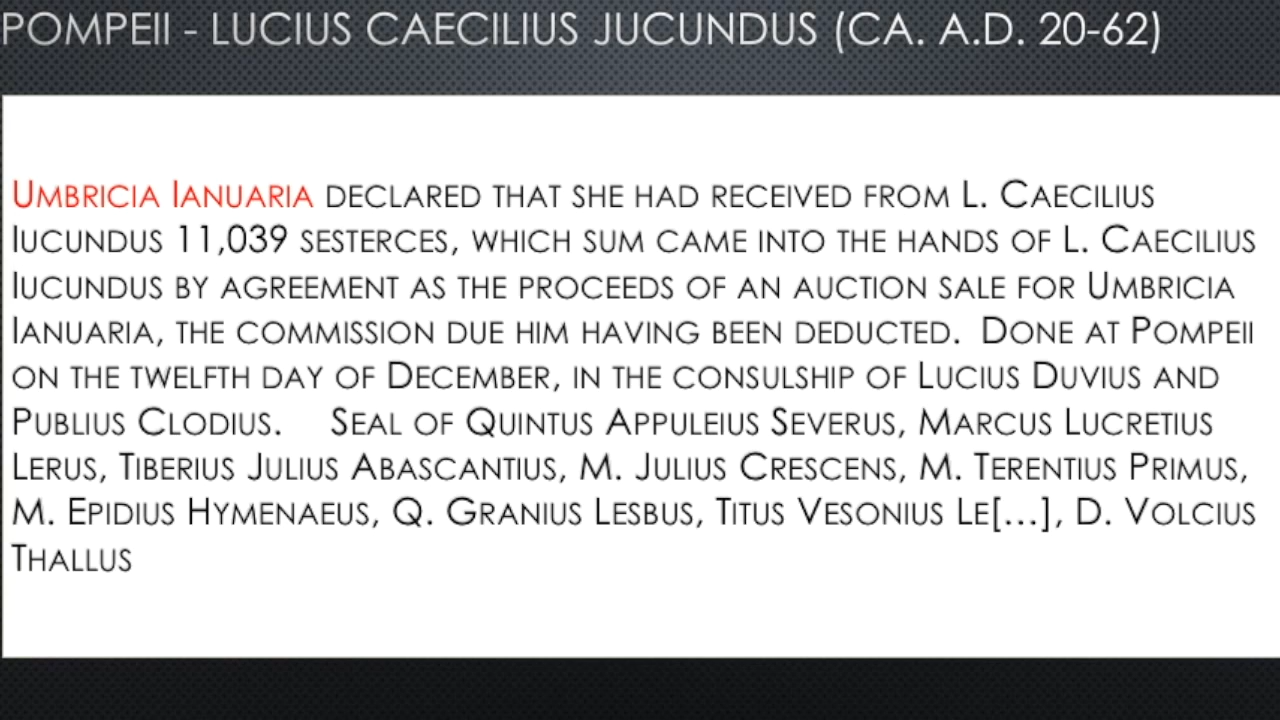 POMPEII - LUCIUS CAECILIUS JUCUNDUS (CA. A.D. 20-62)
UMBRICIA IANUARIA DECLARED THAT SHE HAD RECEIVED FROM L. CAECILIUS
IUCUNDUS 11,039 SESTERCES, WHICH SUM CAME INTO THE HANDS OF L. CAECILIUS
IUCUNDUS BY AGREEMENT AS THE PROCEEDS OF AN AUCTION SALE FOR UMBRICIA
IANUARIA, THE COMMISSION DUE HIM HAVING BEEN DEDUCTED. DONE AT POMPEII
ON THE TWELFTH DAY OF DECEMBER, IN THE CONSULSHIP OF LUCIUS DUVIUS AND
PUBLIUS CLODIUS. SEAL OF QUINTUS APPULEIUS SEVERUS, MARCUS LUCRETIUS
LERUS, TIBERIUS JULIUS ABASCANTIUS, M. JULIUS CRESCENS, M. TERENTIUS PRIMUS,
M. EPIDIUS HYMENAEUS, Q. GRANIUS LESBUS, TITUS VESONIUS LE[...], D. VOLCIUS
THALLUS